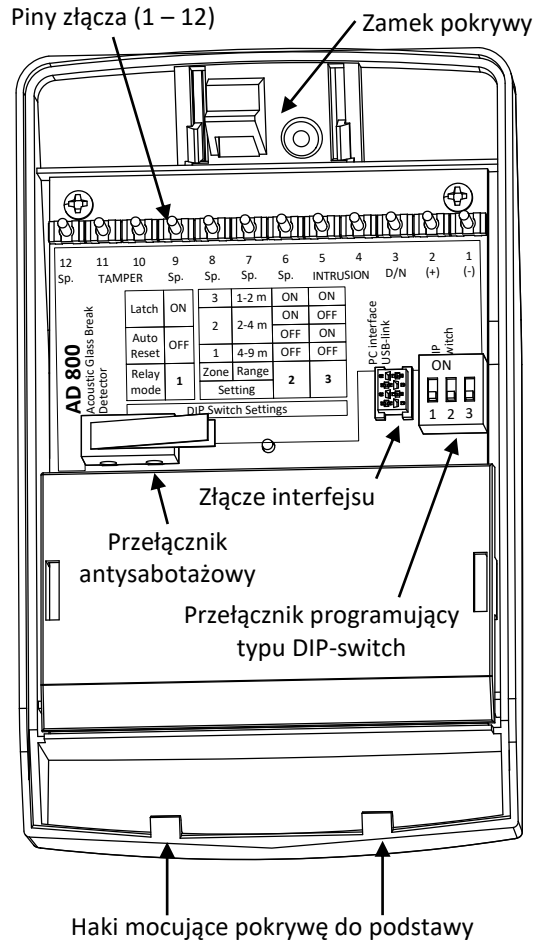 Piny złącza (1 – 12)
Zamek pokrywy
12 11 10 9 8 7 6 5 4 3 2 1
Sp. TAMPER Sp. Sp. Sp. Sp. INTRUSION D/N (+) (-)
AD 800
Acoustic Glass Break
Detector
Latch ON
Auto
Reset OFF
Relay
mode 1
3 1-2 m ON ON
2 2-4 m ON OFF
OFF ON
1 4-9 m OFF OFF
Zone Range 2 3
Setting
DIP Switch Settings
PC interface
USB-link
ON
1 2 3
Złącze interfejsu
Przełącznik
antysabotażowy
Przełącznik programujący
typu DIP-switch
Haki mocujące pokrywę do podstawy